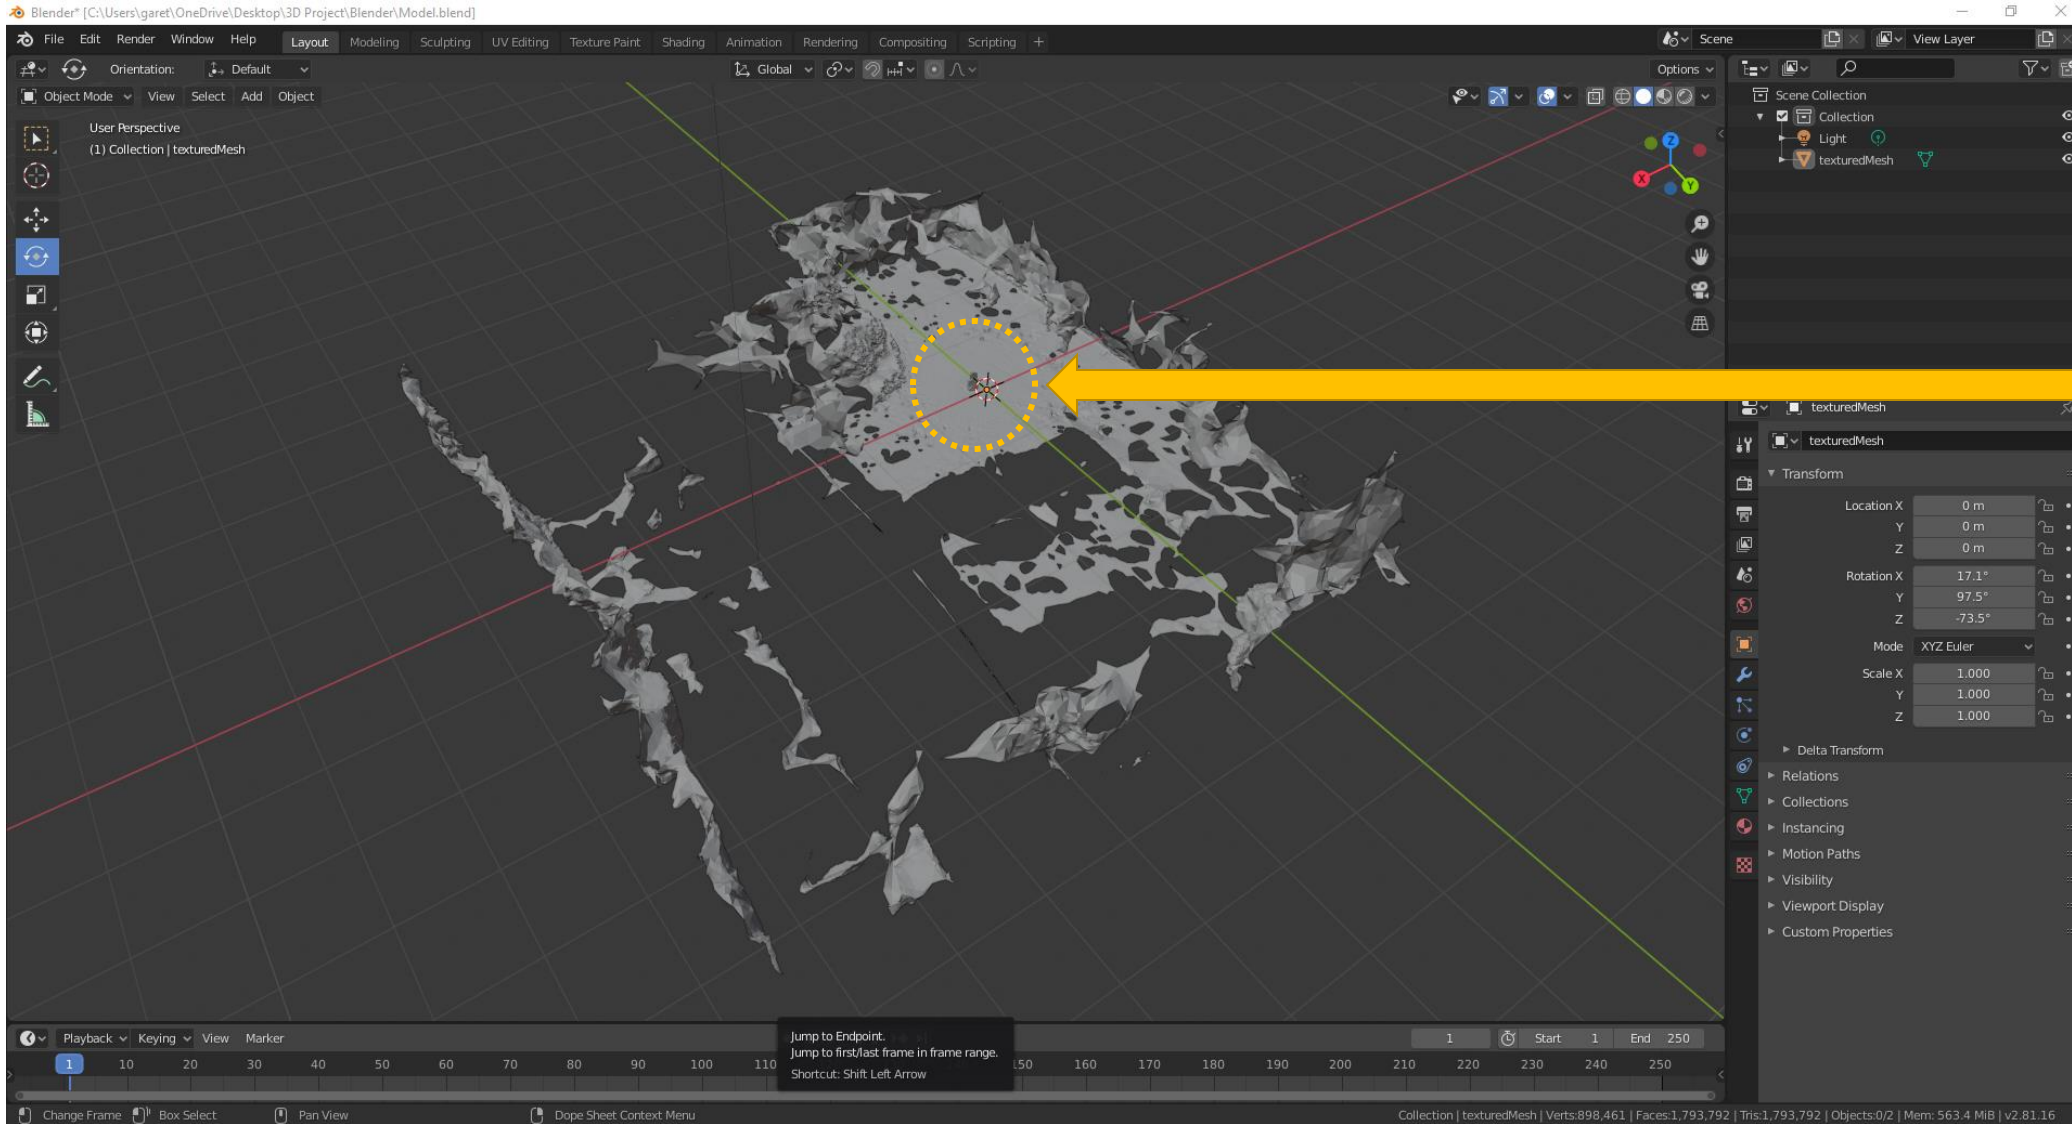 Blender* [C:\Users\garet\OneDrive\Desktop\3D Project\Blender\Model.blend]
File Edit Render Window Help Layout Modeling Sculpting UV Editing Texture Paint Shading Animation Rendering Compositing Scripting + Scene View Layer
Orientation: Default Global Options
Object Mode View Select Add Object
User Perspective
(1) Collection | texturedMesh
Z
X
Y
Scene Collection
Collection
Light
texturedMesh
texturedMesh
texturedMesh
Transform
Location X 0 m
Y 0 m
Z 0 m
Rotation X 17.1°
Y 97.5°
Z -73.5°
Mode XYZ Euler
Scale X 1.000
Y 1.000
Z 1.000
Delta Transform
Relations
Collections
Instancing
Motion Paths
Visibility
Viewport Display
Custom Properties
Playback Keying View Marker 1 Start 1 End 250
Jump to Endpoint.
Jump to first/last frame in frame range.
Shortcut: Shift Left Arrow
1 10 20 30 40 50 60 70 80 90 100 160 170 180 190 200 210 220 230 240 250
Change Frame Box Select Pan View Dope Sheet Context Menu Collection | texturedMesh | Verts:898,461 | Faces:1,793,792 | Tris:1,793,792 | Objects:0/2 | Mem: 563.4 MiB | v2.81.16